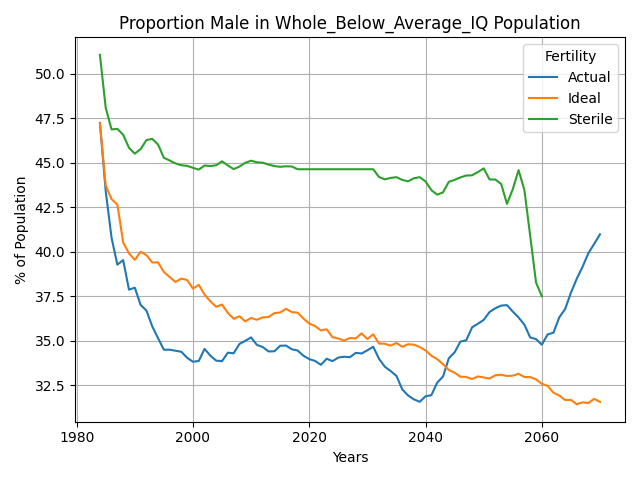 Proportion Male in Whole_Below_Average_IQ Population
Fertility
Actual
Ideal
Sterile
% of Population
50.0
47.5
45.0
42.5
40.0
37.5
35.0
32.5
1980
2000
2020
2040
2060
Years